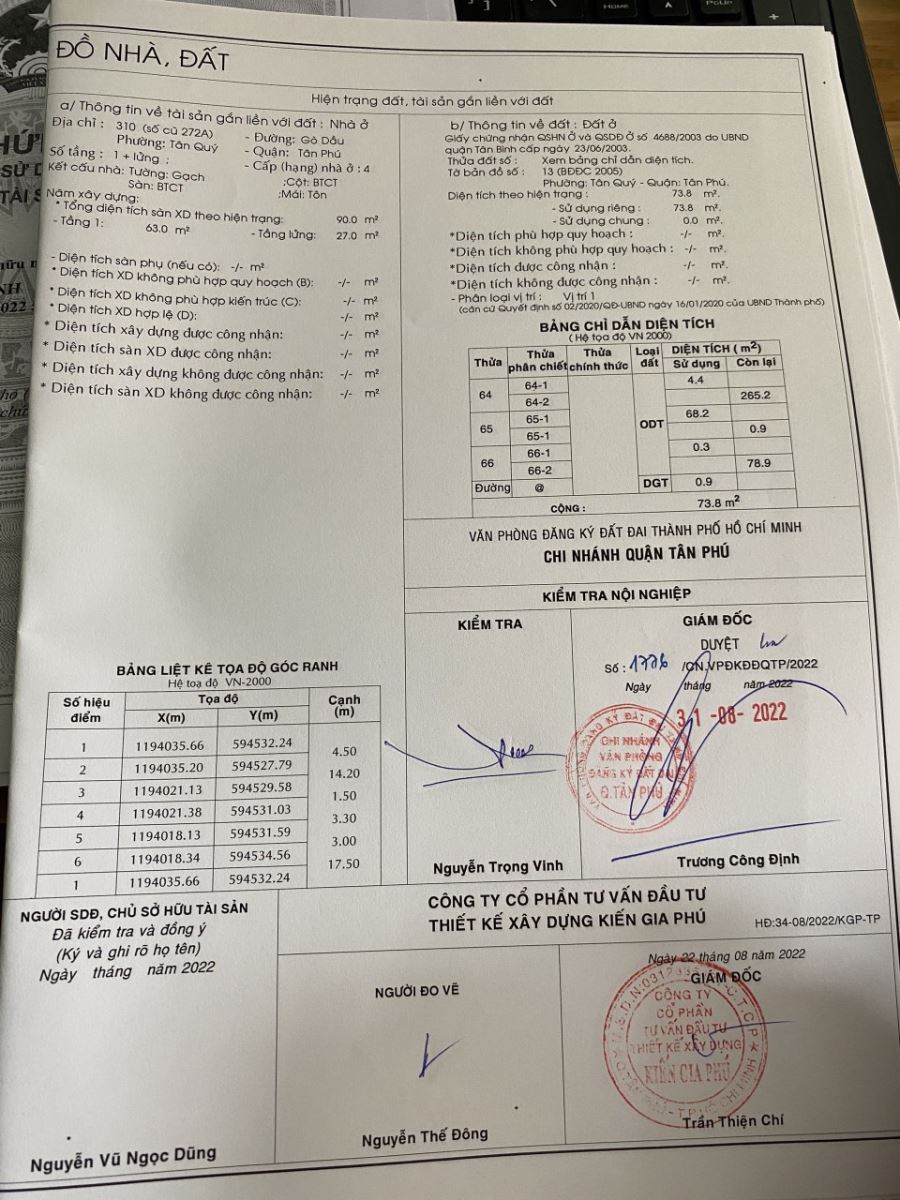 ĐỒ NHÀ, ĐẤT
Hiện trạng đất, tài sản gắn liền với đất
a/ Thông tin về tài sản gắn liền với đất : Nhà ở
Địa chỉ : 310 (số cũ 272A) - Đường: Gò Dầu
Phường: Tân Quý - Quận: Tân Phú
Số tầng : 1 + lửng ; - Cấp (hạng) nhà ở : 4
Kết cấu nhà: Tường: Gạch ;Cột: BTCT
Sàn: BTCT ;Mái: Tôn
Năm xây dựng:
* Tổng diện tích sàn XD theo hiện trạng: 90.0 m²
- Tầng 1: 63.0 m² - Tầng lửng: 27.0 m²
- Diện tích sàn phụ (nếu có): -/- m²
* Diện tích XD không phù hợp quy hoạch (B): -/- m²
* Diện tích XD không phù hợp kiến trúc (C): -/- m²
* Diện tích XD hợp lệ (D): -/- m²
* Diện tích xây dựng được công nhận: -/- m²
* Diện tích sàn XD được công nhận: -/- m²
* Diện tích xây dựng không được công nhận: -/- m²
* Diện tích sàn XD không được công nhận: -/- m²
b/ Thông tin về đất : Đất ở
Giấy chứng nhận QSHN Ở và QSDĐ Ở số 4688/2003 do UBND
quận Tân Bình cấp ngày 23/06/2003.
Thửa đất số : Xem bảng chỉ dẫn diện tích.
Tờ bản đồ số : 13 (BĐĐC 2005)
Phường: Tân Quý - Quận: Tân Phú.
Diện tích theo hiện trạng : 73.8 m².
- Sử dụng riêng : 73.8 m².
- Sử dụng chung : 0.0 m².
*Diện tích phù hợp quy hoạch : -/- m².
*Diện tích không phù hợp quy hoạch : -/- m².
*Diện tích được công nhận : -/- m².
*Diện tích không được công nhận : -/- m².
- Phân loại vị trí : Vị trí 1
(căn cứ Quyết định số 02/2020/QĐ-UBND ngày 16/01/2020 của UBND Thành phố)
BẢNG CHỈ DẪN DIỆN TÍCH
(Hệ tọa độ VN 2000)
Thửa Thửa phân chiết Thửa chính thức Loại đất DIỆN TÍCH ( m²)
Sử dụng Còn lại
64 64-1 4.4
64-2 265.2
65 65-1 68.2
65-1 0.9
ODT
66 66-1 0.3
66-2 78.9
Đường @ DGT 0.9
CỘNG : 73.8 m²
VĂN PHÒNG ĐĂNG KÝ ĐẤT ĐAI THÀNH PHỐ HỒ CHÍ MINH
CHI NHÁNH QUẬN TÂN PHÚ
KIỂM TRA NỘI NGHIỆP
KIỂM TRA
GIÁM ĐỐC
DUYỆT
Số : 1776 /CN.VPĐKĐĐQTP/2022
Ngày tháng năm 2022
31-08-2022
CHI NHÁNH
VĂN PHÒNG
ĐĂNG KÝ ĐẤT ĐAI
Q.TÂN PHÚ
Nguyễn Trọng Vinh
Trương Công Định
BẢNG LIỆT KÊ TỌA ĐỘ GÓC RANH
Hệ toạ độ VN-2000
Số hiệu điểm Tọa độ Cạnh (m)
X(m) Y(m)
1 1194035.66 594532.24
4.50
2 1194035.20 594527.79
14.20
3 1194021.13 594529.58
1.50
4 1194021.38 594531.03
3.30
5 1194018.13 594531.59
3.00
6 1194018.34 594534.56
17.50
1 1194035.66 594532.24
NGƯỜI SDĐ, CHỦ SỞ HỮU TÀI SẢN
Đã kiểm tra và đồng ý
(Ký và ghi rõ họ tên)
Ngày tháng năm 2022
Nguyễn Vũ Ngọc Dũng
CÔNG TY CỔ PHẦN TƯ VẤN ĐẦU TƯ
THIẾT KẾ XÂY DỰNG KIẾN GIA PHÚ
HĐ:34-08/2022/KGP-TP
NGƯỜI ĐO VẼ
Nguyễn Thế Đông
Ngày 22 tháng 08 năm 2022
GIÁM ĐỐC
CÔNG TY
CỔ PHẦN
TƯ VẤN ĐẦU TƯ
THIẾT KẾ XÂY DỰNG
KIẾN GIA PHÚ
Trần Thiện Chí